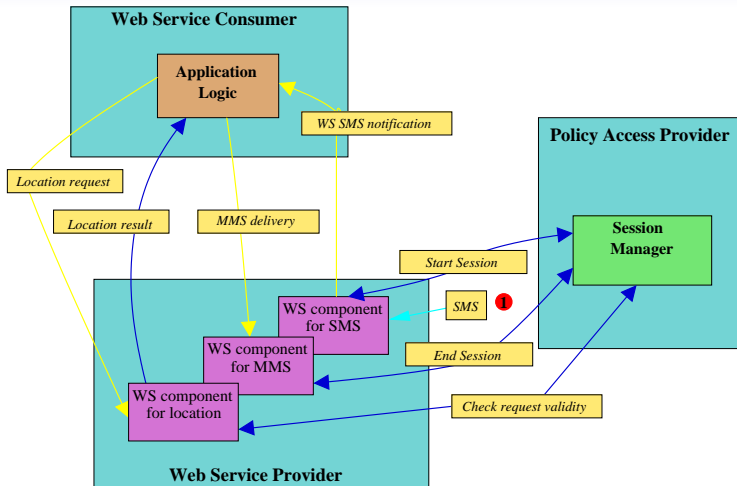 Web Service Consumer
Application
Logic
WS SMS notification
Policy Access Provider
Location request
Location result
MMS delivery
Session
Manager
Start Session
SMS
1
WS component
for SMS
WS component
for MMS
End Session
WS component
for location
Check request validity
Web Service Provider